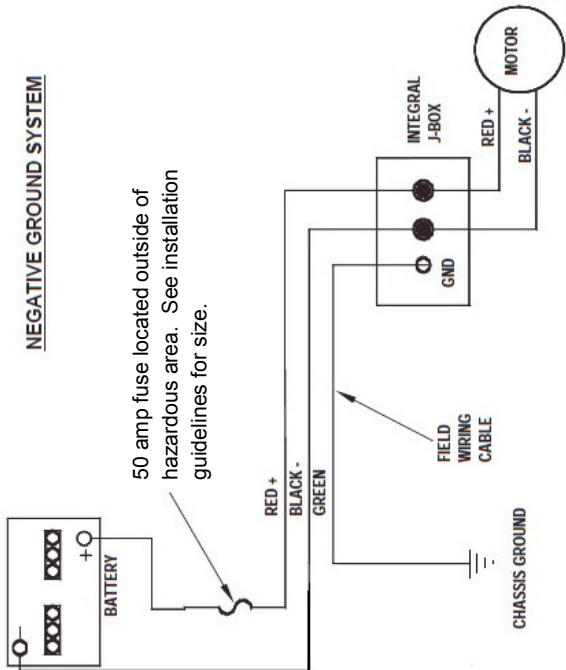 NEGATIVE GROUND SYSTEM
50 amp fuse located outside of
hazardous area. See installation
guidelines for size.
+
-
BATTERY
RED +
BLACK -
GREEN
FIELD
WIRING
CABLE
CHASSIS GROUND
INTEGRAL
J-BOX
GND
RED +
BLACK -
MOTOR